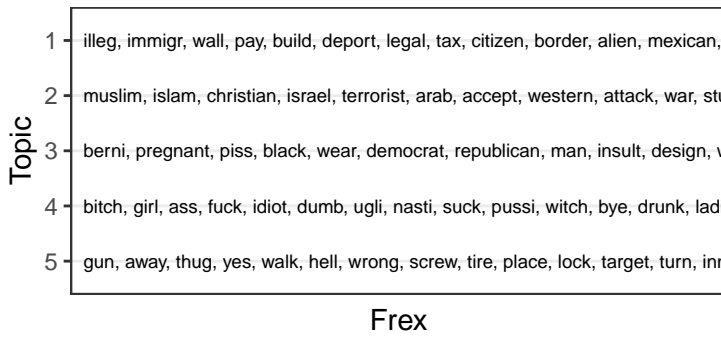 1 illeg, immigr, wall, pay, build, deport, legal, tax, citizen, border, alien, mexican,
2 muslim, islam, christian, israel, terrorist, arab, accept, western, attack, war,
Topic
3 berni, pregnant, piss, black, wear, democrat, republican, man, insult, design,
4 bitch, girl, ass, fuck, idiot, dumb, ugli, nasti, suck, pussi, witch, bye, drunk,
5 gun, away, thug, yes, walk, hell, wrong, screw, tire, place, lock, target, turn,
Frex